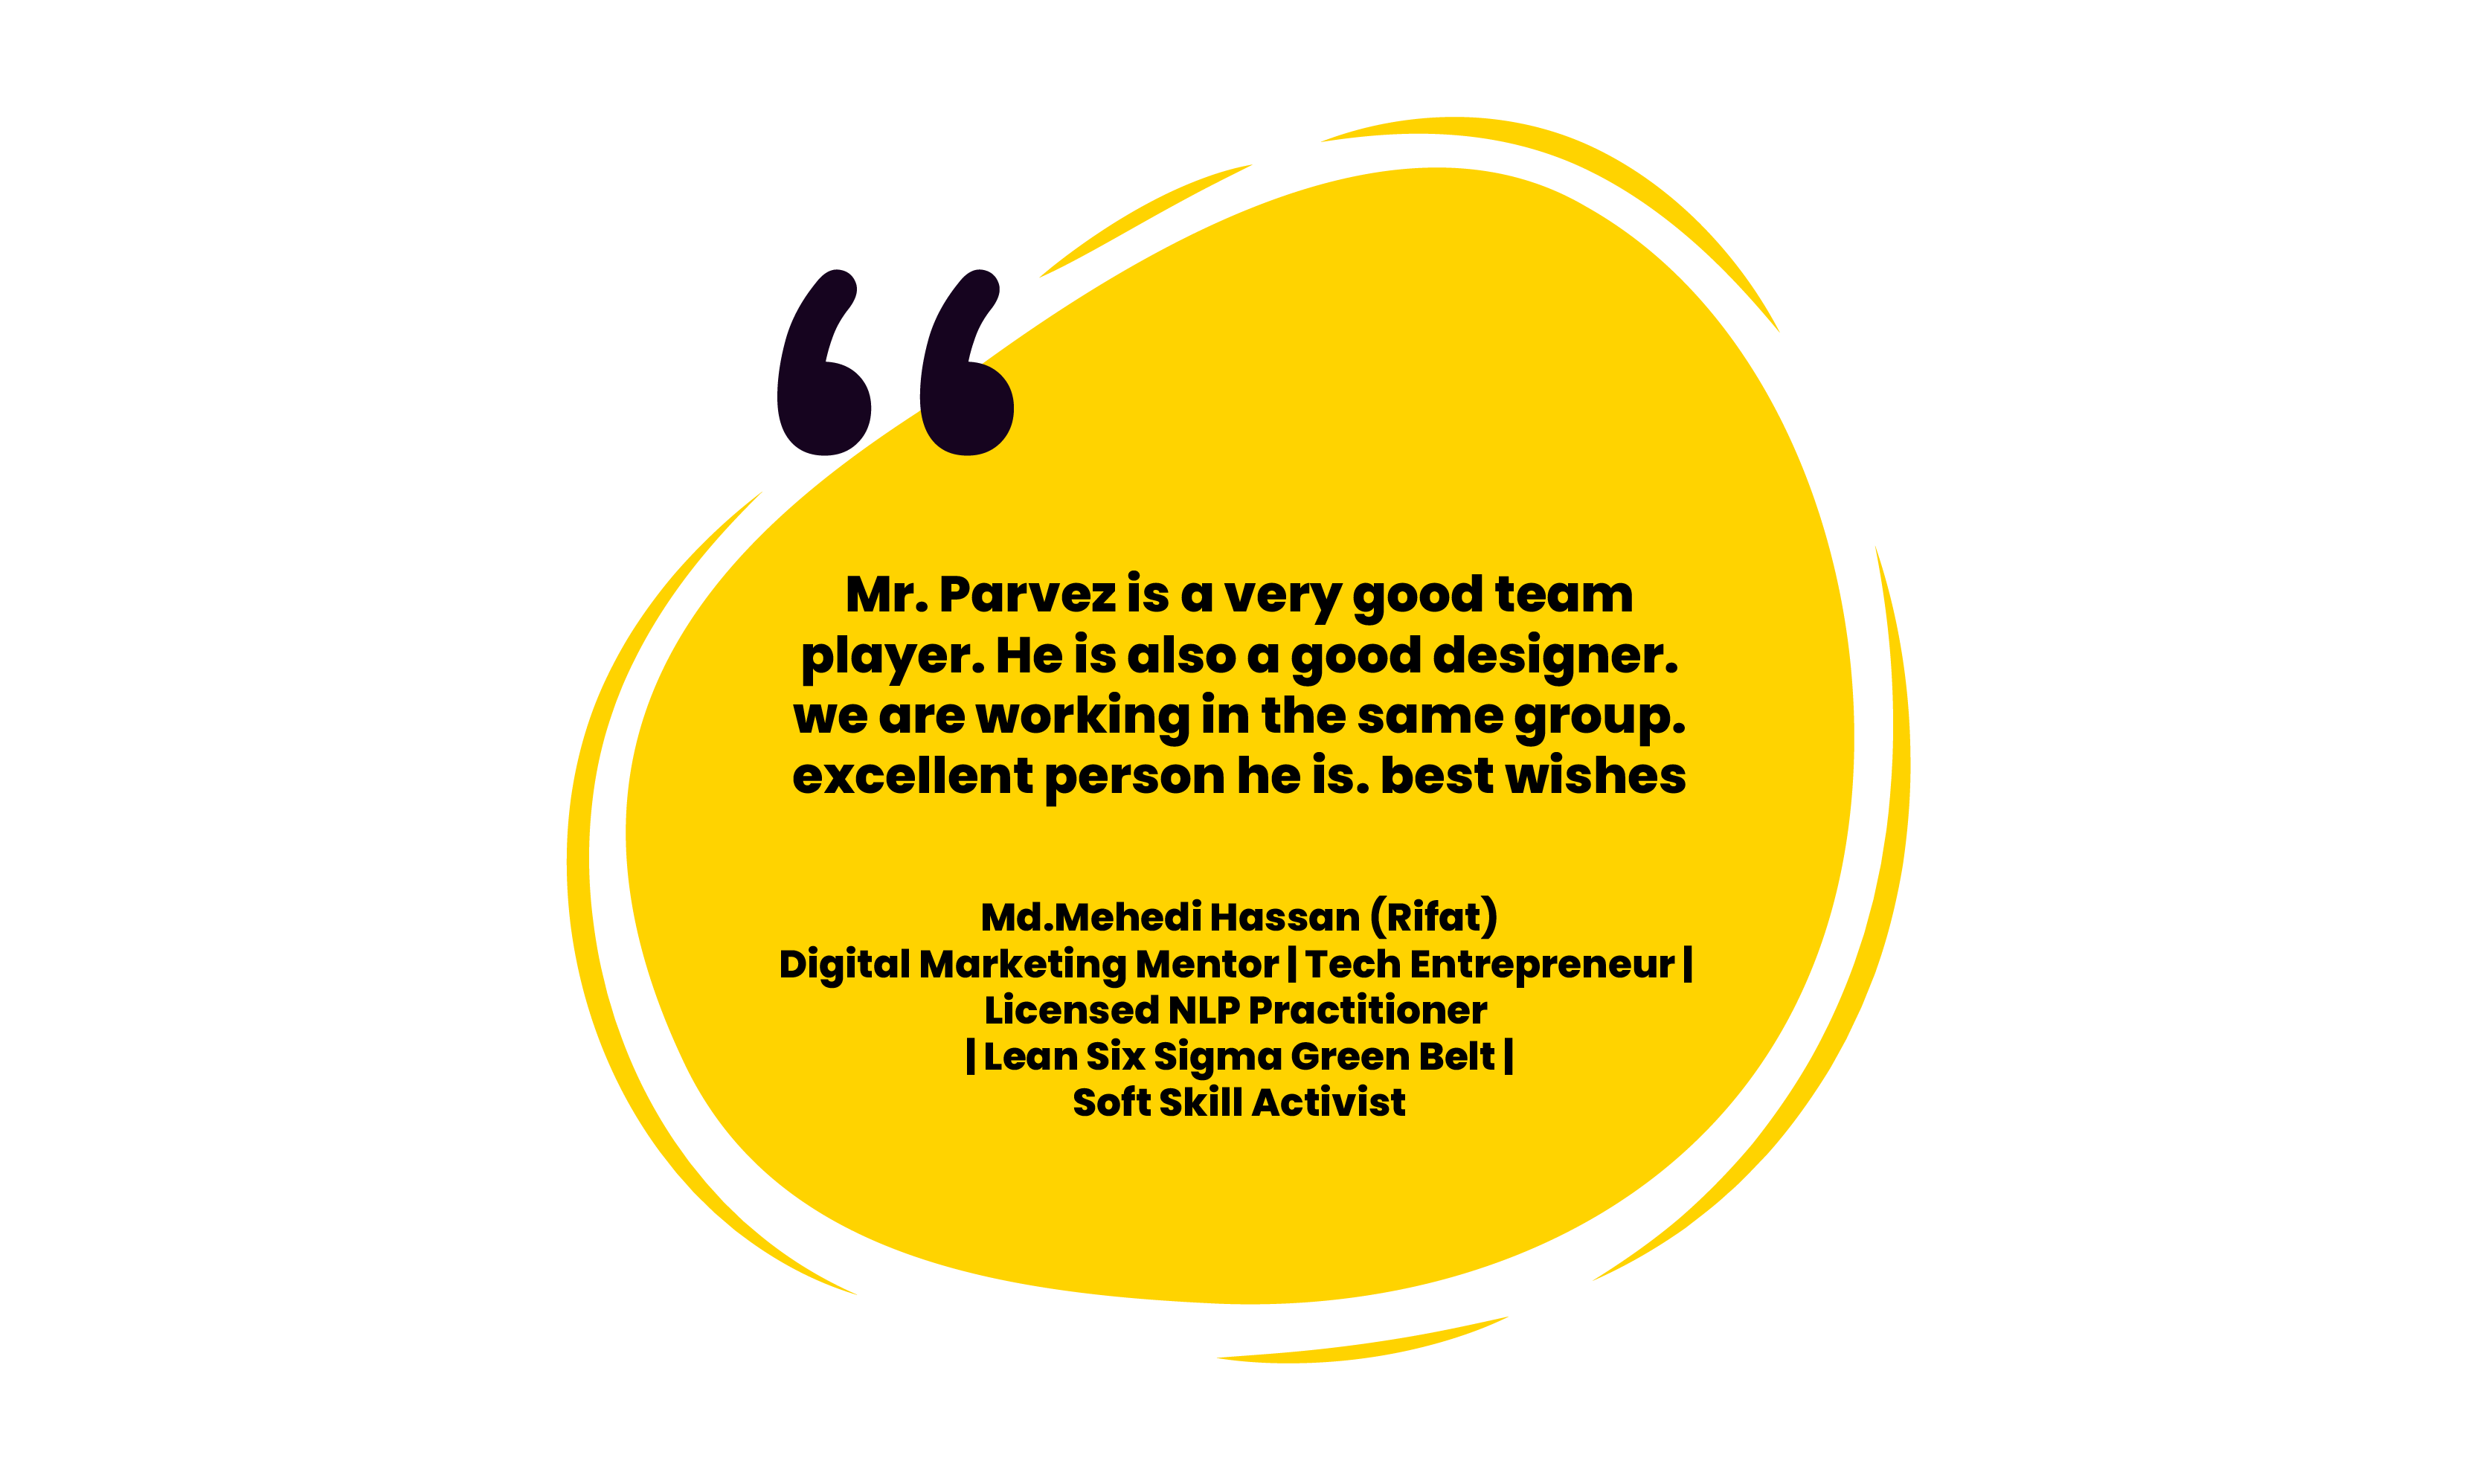 Mr. Parvez is a very good team
player. He is also a good designer.
we are working in the same group.
excellent person he is. best wishes
Md.Mehedi Hassan (Rifat)
Digital Marketing Mentor | Tech Entrepreneur |
Licensed NLP Practitioner
| Lean Six Sigma Green Belt |
Soft Skill Activist